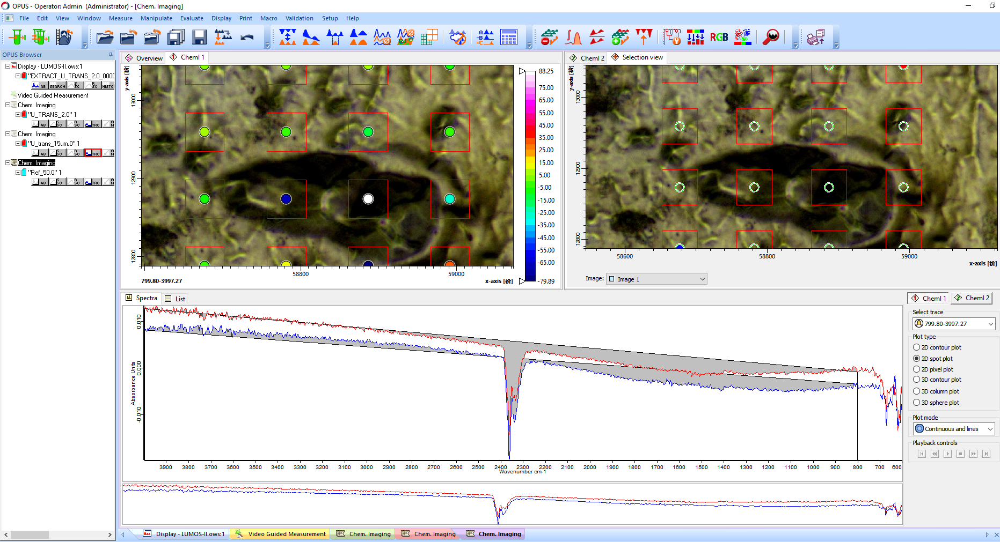 OPUS - Operator: Admin (Administrator) - [Chem. Imaging]
File Edit View Window Measure Manipulate Evaluate Display Print Macro Validation Setup Help
RGB
OPUS Browser
Display - LUMOS-II.ows:1
"EXTRACT_U_TRANS_2.0_0000
AB SEARCH SC SC HISTO
Video Guided Measurement
Chem. Imaging
"U_TRANS_2.0" 1
AB SC SC TRC
Chem. Imaging
"U_trans_15um.0" 1
AB SC SC TRC
Chem. Imaging
"Ref_50.0" 1
AB SC SC TRC
Overview
1 ChemI 1
y-axis
13000
12900
12800
58800
59000
x-axis
799.80-3997.27
88.25
75.00
65.00
55.00
45.00
35.00
25.00
15.00
5.00
-5.00
-15.00
-25.00
-35.00
-45.00
-55.00
-65.00
-79.89
2 ChemI 2
Selection view
y-axis
13000
12900
12800
58600
58800
59000
x-axis
Image: Image 1
Spectra
List
Absorbance Units
0.010
0.000
-0.010
3900 3800 3700 3600 3500 3400 3300 3200 3100 3000 2900 2800 2700 2600 2500 2400 2300 2200 2100 2000 1900 1800 1700 1600 1500 1400 1300 1200 1100 1000 900 800 700 600
Wavenumber cm-1
1 ChemI 1
2 ChemI 2
Select trace
799.80-3997.27
Plot type
2D contour plot
2D spot plot
2D pixel plot
3D contour plot
3D column plot
3D sphere plot
Plot mode
Continuous and lines
Playback controls
Display - LUMOS-II.ows:1
Video Guided Measurement
Chem. Imaging
Chem. Imaging
Chem. Imaging